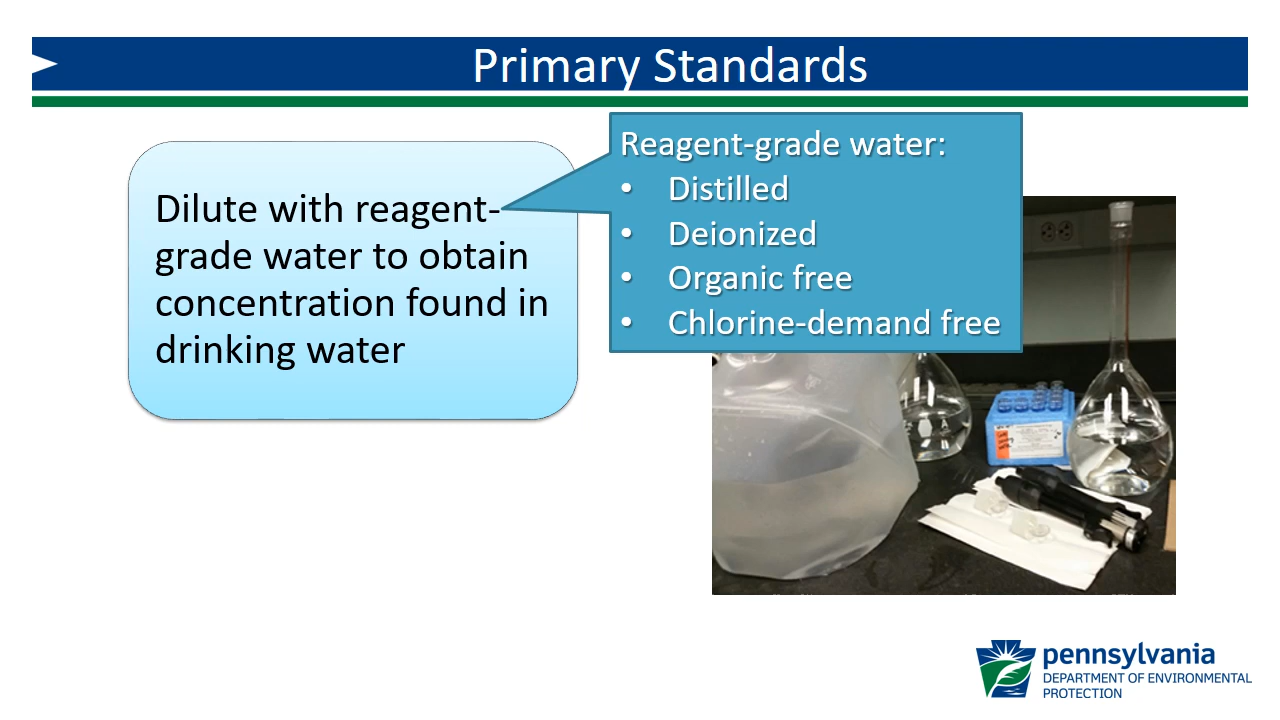 Primary Standards
Dilute with reagent-
grade water to obtain
concentration found in
drinking water
Reagent-grade water:
• Distilled
• Deionized
• Organic free
• Chlorine-demand free
pennsylvania
DEPARTMENT OF ENVIRONMENTAL
PROTECTION